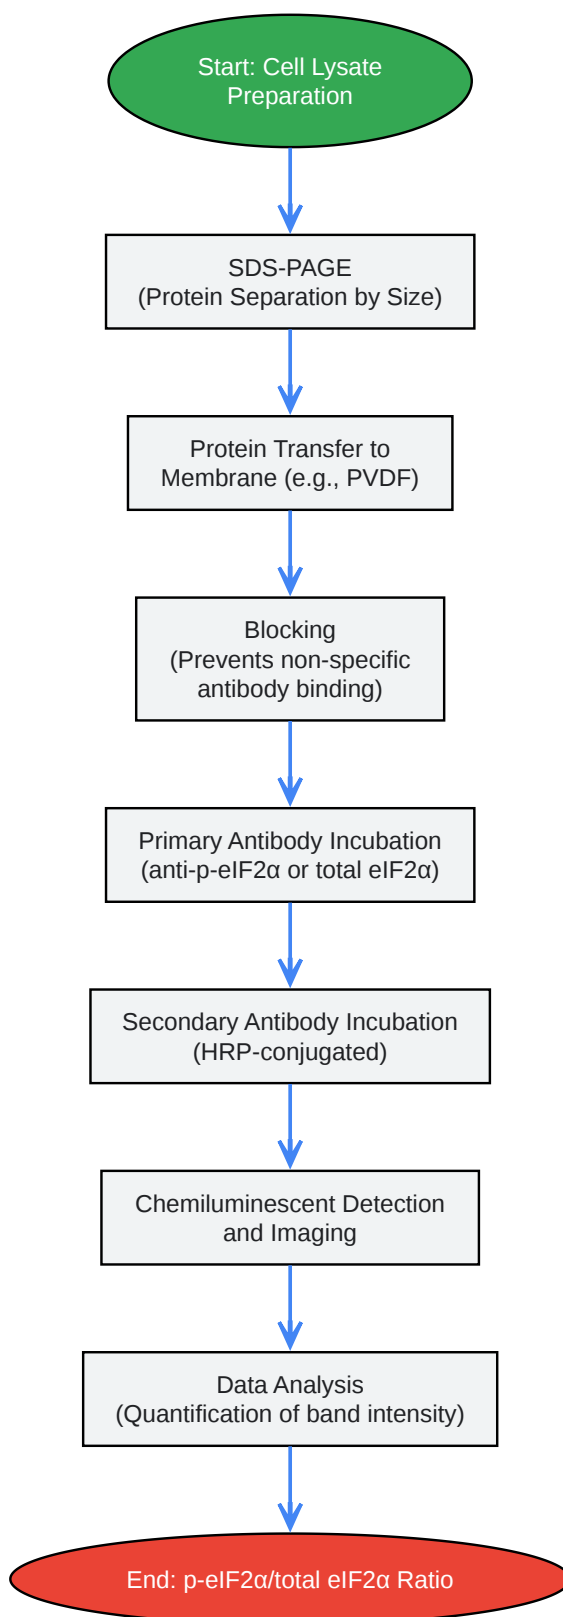 Start: Cell Lysate
Preparation
SDS-PAGE
(Protein Separation by Size)
Protein Transfer to
Membrane (e.g., PVDF)
Blocking
(Prevents non-specific
antibody binding)
Primary Antibody Incubation
(anti-p-eIF2α or total eIF2α)
Secondary Antibody Incubation
(HRP-conjugated)
Chemiluminescent Detection
and Imaging
Data Analysis
(Quantification of band intensity)
End: p-eIF2α/total eIF2α Ratio